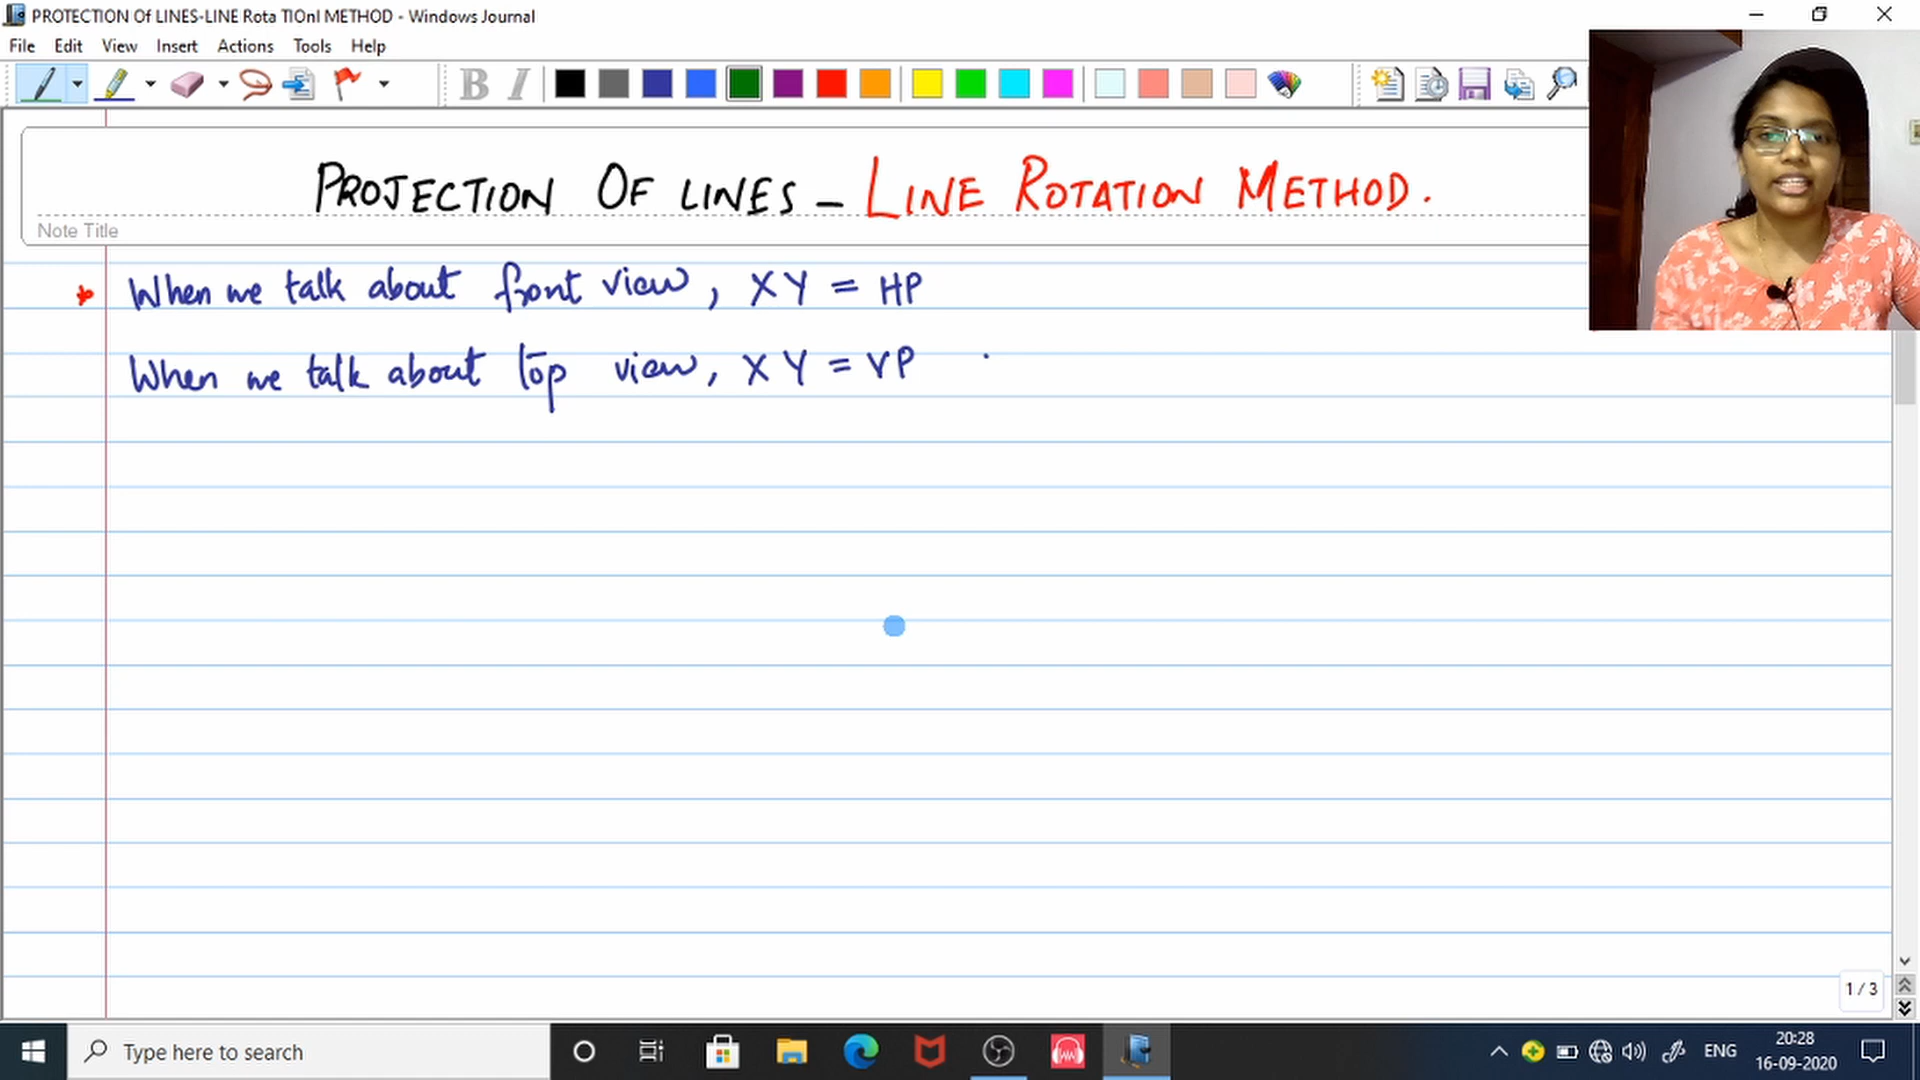 PROTECTION Of LINES-LINE Rota TIOnI METHOD - Windows Journal
File Edit View Insert Actions Tools Help
B I
PROJECTION OF LINES - LINE ROTATION METHOD.
Note Title
When we talk about front view, XY = HP
When we talk about top view, XY = VP
1 / 3
Type here to search
ENG
20:28
16-09-2020